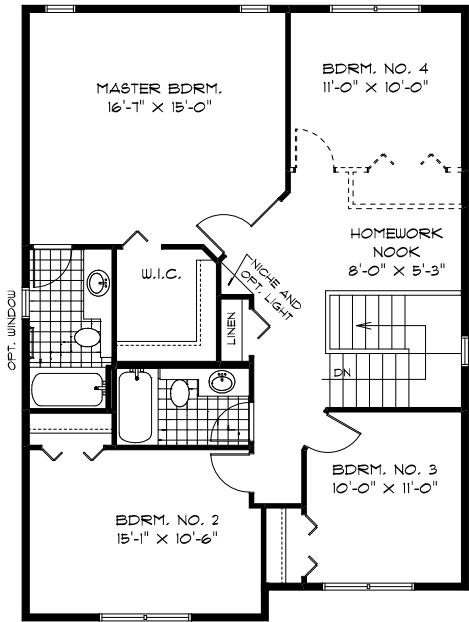 MASTER BDRM.
16'-7" X 15'-0"
BDRM. NO. 4
11'-0" X 10'-0"
HOMEWORK
NOOK
8'-0" X 5'-3"
W.I.C.
NICHE AND
OPT. LIGHT
LINEN
OPT. WINDOW
DN
BDRM. NO. 3
10'-0" X 11'-0"
BDRM. NO. 2
15'-1" X 10'-6"